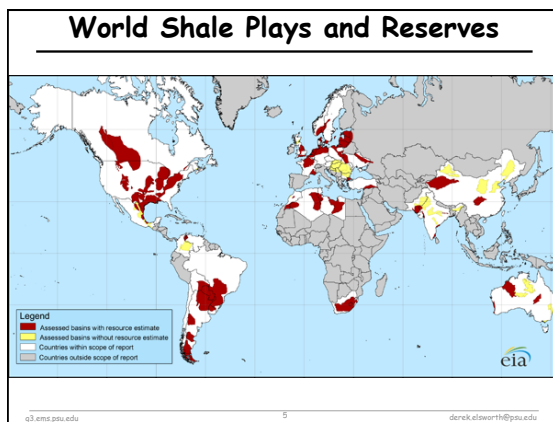 World Shale Plays and Reserves
Legend
Assessed basins with resource estimate
Assessed basins without resource estimate
Countries within scope of report
Countries outside scope of report
eia
g3.ems.psu.edu
5
derek.elsworth@psu.edu